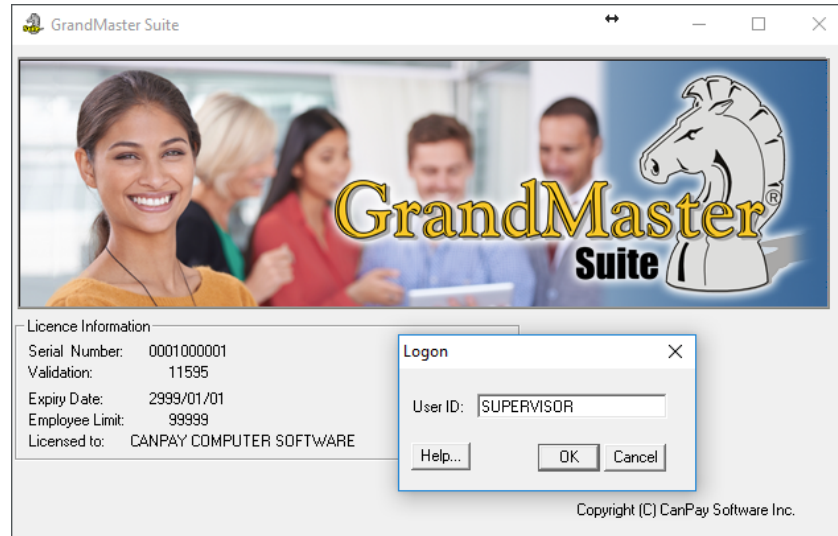 GrandMaster Suite
GrandMaster®
Suite
Licence Information
Serial Number: 0001000001
Validation: 11595
Expiry Date: 2999/01/01
Employee Limit: 99999
Licensed to: CANPAY COMPUTER SOFTWARE
Logon
User ID: SUPERVISOR
Help... OK Cancel
Copyright (C) CanPay Software Inc.